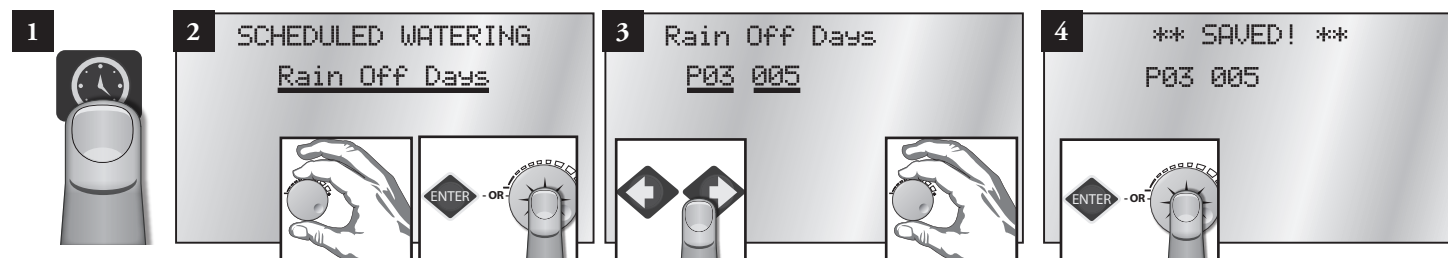 1
2
SCHEDULED WATERING
Rain Off Days
ENTER - OR -
3
Rain Off Days
P03 005
4
** SAVED! **
P03 005
ENTER - OR -